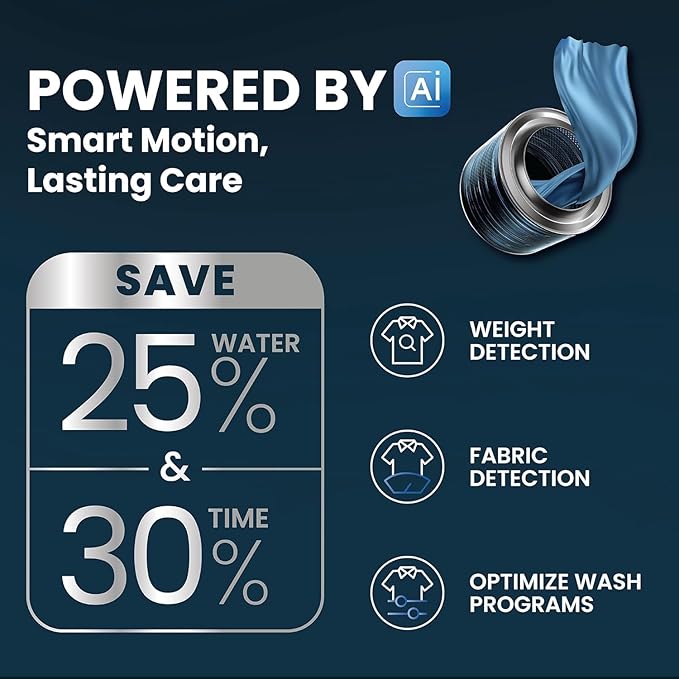 POWERED BY Ai
Smart Motion,
Lasting Care
SAVE
25% WATER
&
30% TIME
WEIGHT
DETECTION
FABRIC
DETECTION
OPTIMIZE WASH
PROGRAMS